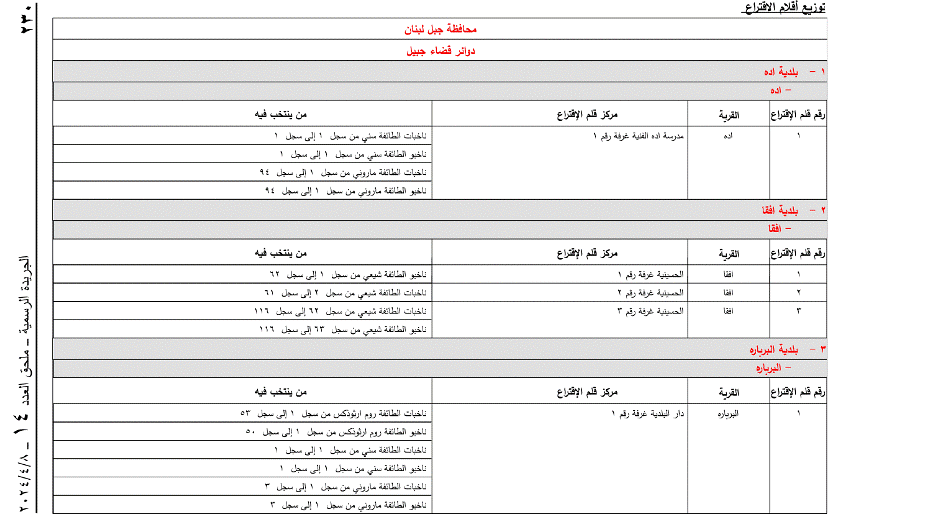 توزيع أقلام الاقتراع
محافظة جبل لبنان
دوائر قضاء جبيل
١ - بلدية اده
- اده
رقم قلم الإقتراع القرية مركز قلم الإقتراع من ينتخب فيه
١ اده مدرسة اده الفنية غرفة رقم ١ ناخبات الطائفة سني من سجل ١ إلى سجل ١
ناخبو الطائفة سني من سجل ١ إلى سجل ١
ناخبات الطائفة ماروني من سجل ١ إلى سجل ٩٤
ناخبو الطائفة ماروني من سجل ١ إلى سجل ٩٤
٢ - بلدية افقا
- افقا
رقم قلم الإقتراع القرية مركز قلم الإقتراع من ينتخب فيه
١ افقا الحسينية غرفة رقم ١ ناخبو الطائفة شيعي من سجل ١ إلى سجل ٦٢
٢ افقا الحسينية غرفة رقم ٢ ناخبات الطائفة شيعي من سجل ٢ إلى سجل ٦١
٣ افقا الحسينية غرفة رقم ٣ ناخبات الطائفة شيعي من سجل ٦٢ إلى سجل ١١٦
ناخبو الطائفة شيعي من سجل ٦٣ إلى سجل ١١٦
٣ - بلدية البرباره
- البرباره
رقم قلم الإقتراع القرية مركز قلم الإقتراع من ينتخب فيه
١ البرباره دار البلدية غرفة رقم ١ ناخبات الطائفة روم ارثوذكس من سجل ١ إلى سجل ٥٣
ناخبو الطائفة روم ارثوذكس من سجل ١ إلى سجل ٥٠
ناخبات الطائفة سني من سجل ١ إلى سجل ١
ناخبو الطائفة سني من سجل ١ إلى سجل ١
ناخبات الطائفة ماروني من سجل ١ إلى سجل ٣
ناخبو الطائفة ماروني من سجل ١ إلى سجل ٣
٢٣٠
الجريدة الرسمية – ملحق العدد ١٤ – ٢٠٢٤/٤/٨